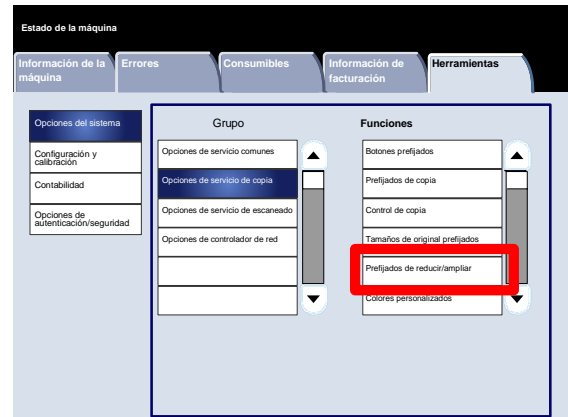 Estado de la máquina
Información de la
máquina
Errores
Consumibles
Información de
facturación
Herramientas
Opciones del sistema
Configuración y
calibración
Contabilidad
Opciones de
autenticación/seguridad
Grupo
Opciones de servicio comunes
Opciones de servicio de copia
Opciones de servicio de escaneado
Opciones de controlador de red
Funciones
Botones prefijados
Prefijados de copia
Control de copia
Tamaños de original prefijados
Prefijados de reducir/ampliar
Colores personalizados